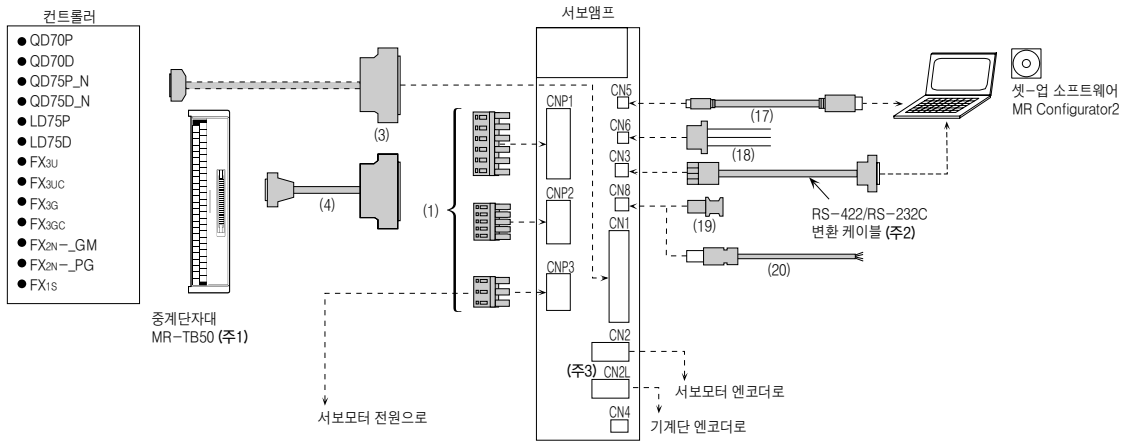 컨트롤러
● QD70P
● QD70D
● QD75P_N
● QD75D_N
● LD75P
● LD75D
● FX3U
● FX3UC
● FX3G
● FX3GC
● FX2N-_GM
● FX2N-_PG
● FX1S
중계단자대
MR-TB50 (주1)
(3)
(4)
(1)
서보모터 전원으로
서보앰프
CNP1
CNP2
CNP3
CN5
CN6
CN3
CN8
CN1
CN2
(주3)
CN2L
CN4
(17)
(18)
RS-422/RS-232C
변환 케이블 (주2)
(19)
(20)
서보모터 엔코더로
기계단 엔코더로
셋-업 소프트웨어
MR Configurator2